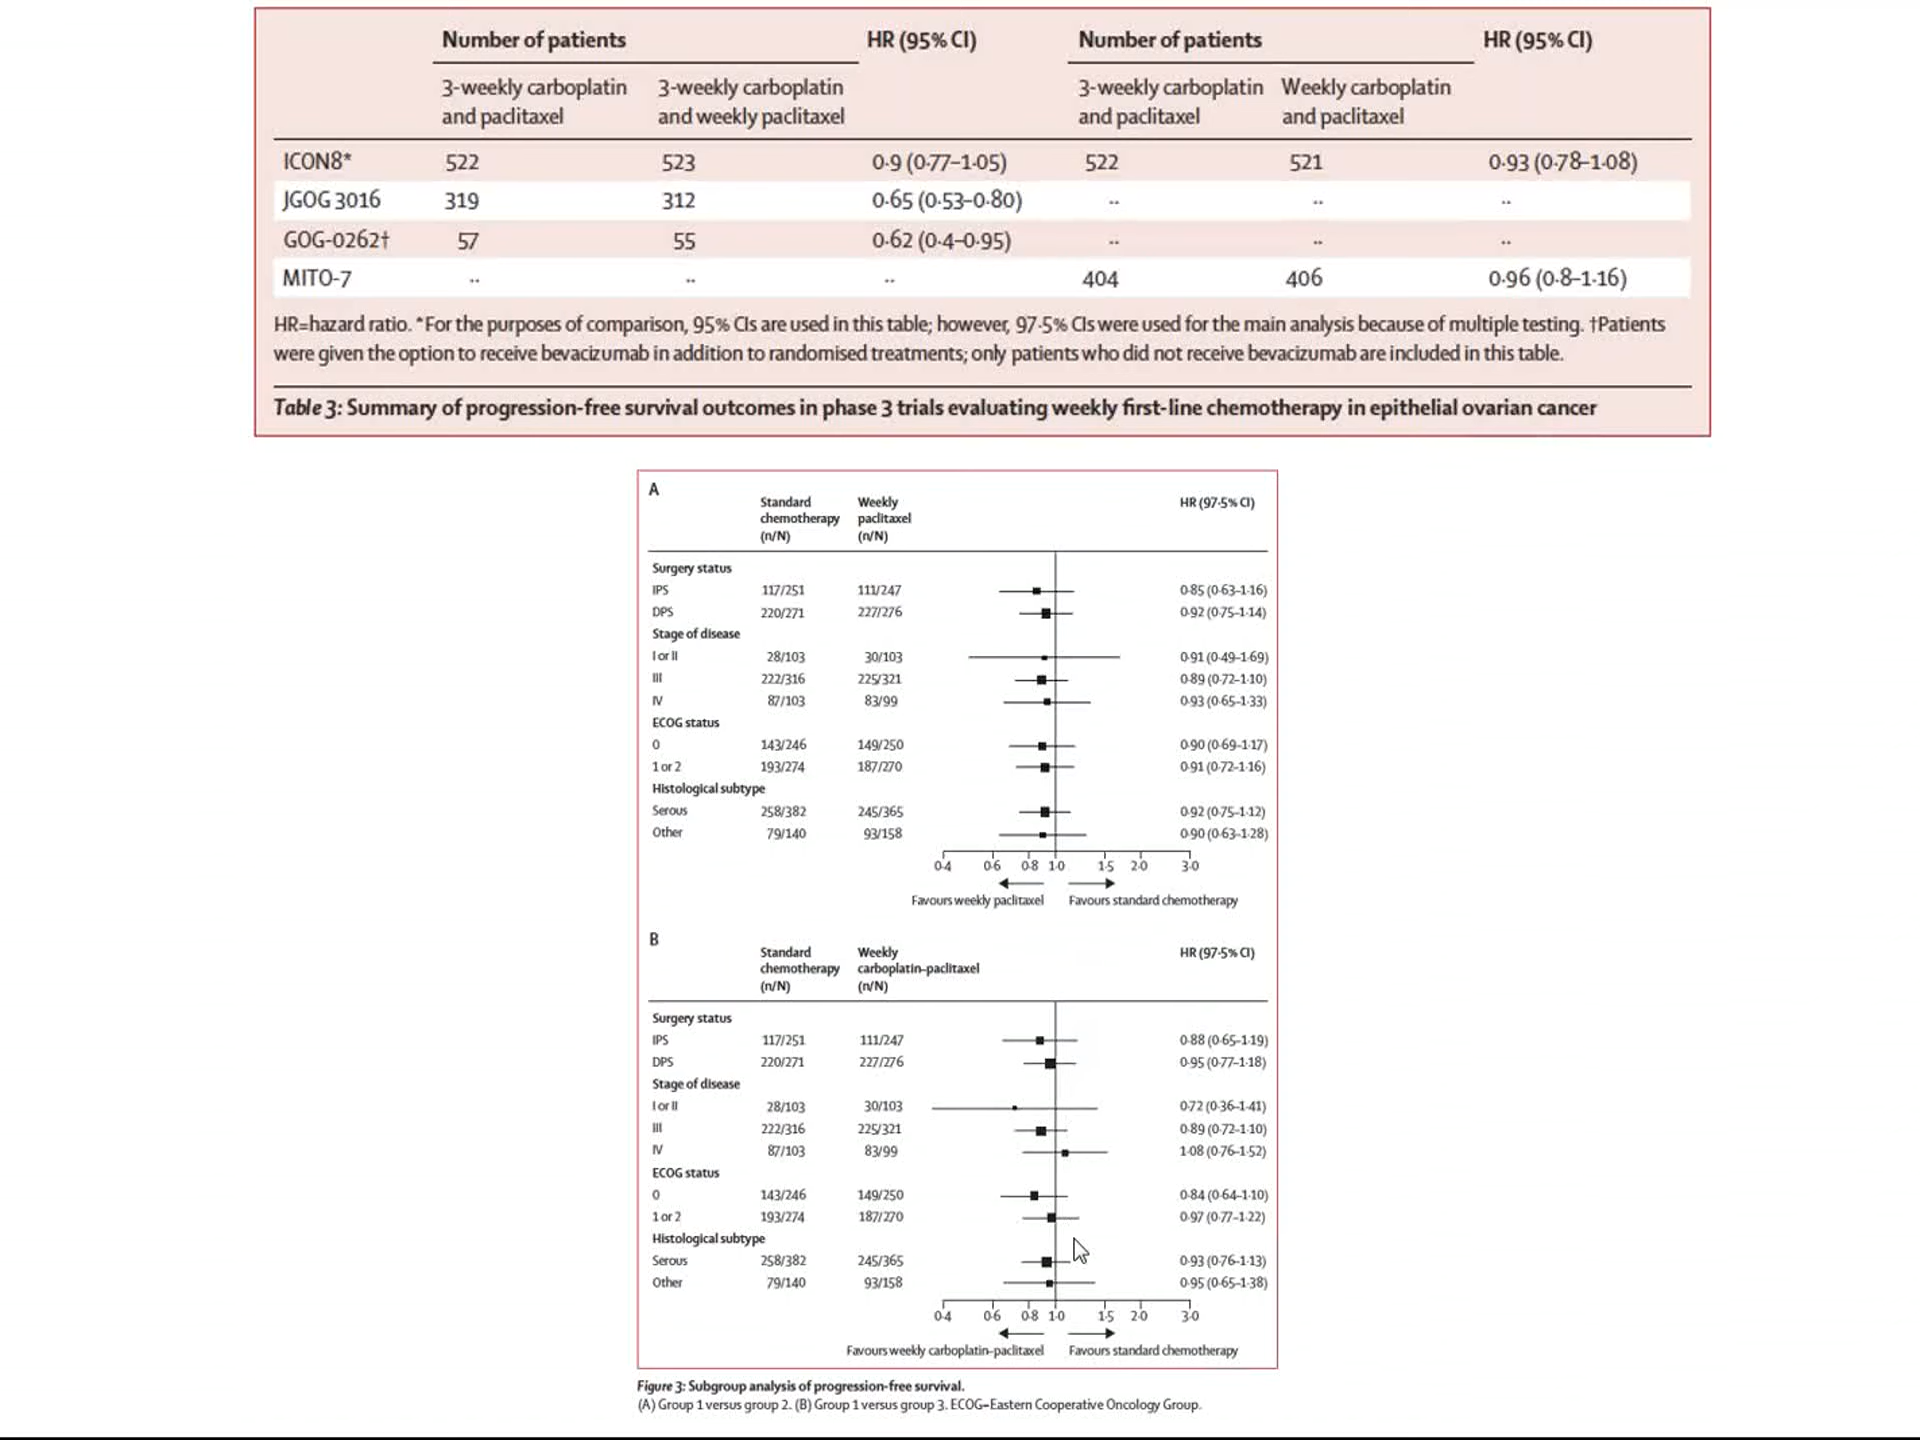 Number of patients HR (95% CI) Number of patients HR (95% CI)
3-weekly carboplatin 3-weekly carboplatin 3-weekly carboplatin Weekly carboplatin
and paclitaxel and weekly paclitaxel and paclitaxel and paclitaxel
ICON8* 522 523 0·9 (0·77–1·05) 522 521 0·93 (0·78–1·08)
JGOG 3016 319 312 0·65 (0·53–0·80) ·· ·· ··
GOG-0262† 57 55 0·62 (0·4–0·95) ·· ·· ··
MITO-7 ·· ·· ·· 404 406 0·96 (0·8–1·16)
HR=hazard ratio. *For the purposes of comparison, 95% CIs are used in this table; however, 97·5% CIs were used for the main analysis because of multiple testing. †Patients
were given the option to receive bevacizumab in addition to randomised treatments; only patients who did not receive bevacizumab are included in this table.
Table 3: Summary of progression-free survival outcomes in phase 3 trials evaluating weekly first-line chemotherapy in epithelial ovarian cancer
A
Standard Weekly HR (97·5% CI)
chemotherapy paclitaxel
(n/N) (n/N)
Surgery status
IPS 117/251 111/247 0·85 (0·63–1·16)
DPS 220/271 227/276 0·92 (0·75–1·14)
Stage of disease
I or II 28/103 30/103 0·91 (0·49–1·69)
III 222/316 225/321 0·89 (0·72–1·10)
IV 87/103 83/99 0·93 (0·65–1·33)
ECOG status
0 143/246 149/250 0·90 (0·69–1·17)
1 or 2 193/274 187/270 0·91 (0·72–1·16)
Histological subtype
Serous 258/382 245/365 0·92 (0·75–1·12)
Other 79/140 93/158 0·90 (0·63–1·28)
0·4 0·6 0·8 1·0 1·5 2·0 3·0
Favours weekly paclitaxel Favours standard chemotherapy
B
Standard Weekly HR (97·5% CI)
chemotherapy carboplatin–paclitaxel
(n/N) (n/N)
Surgery status
IPS 117/251 111/247 0·88 (0·65–1·19)
DPS 220/271 227/276 0·95 (0·77–1·18)
Stage of disease
I or II 28/103 30/103 0·72 (0·36–1·41)
III 222/316 225/321 0·89 (0·72–1·10)
IV 87/103 83/99 1·08 (0·76–1·52)
ECOG status
0 143/246 149/250 0·84 (0·64–1·10)
1 or 2 193/274 187/270 0·97 (0·77–1·22)
Histological subtype
Serous 258/382 245/365 0·93 (0·76–1·13)
Other 79/140 93/158 0·95 (0·65–1·38)
0·4 0·6 0·8 1·0 1·5 2·0 3·0
Favours weekly carboplatin–paclitaxel Favours standard chemotherapy
Figure 3: Subgroup analysis of progression-free survival.
(A) Group 1 versus group 2. (B) Group 1 versus group 3. ECOG=Eastern Cooperative Oncology Group.